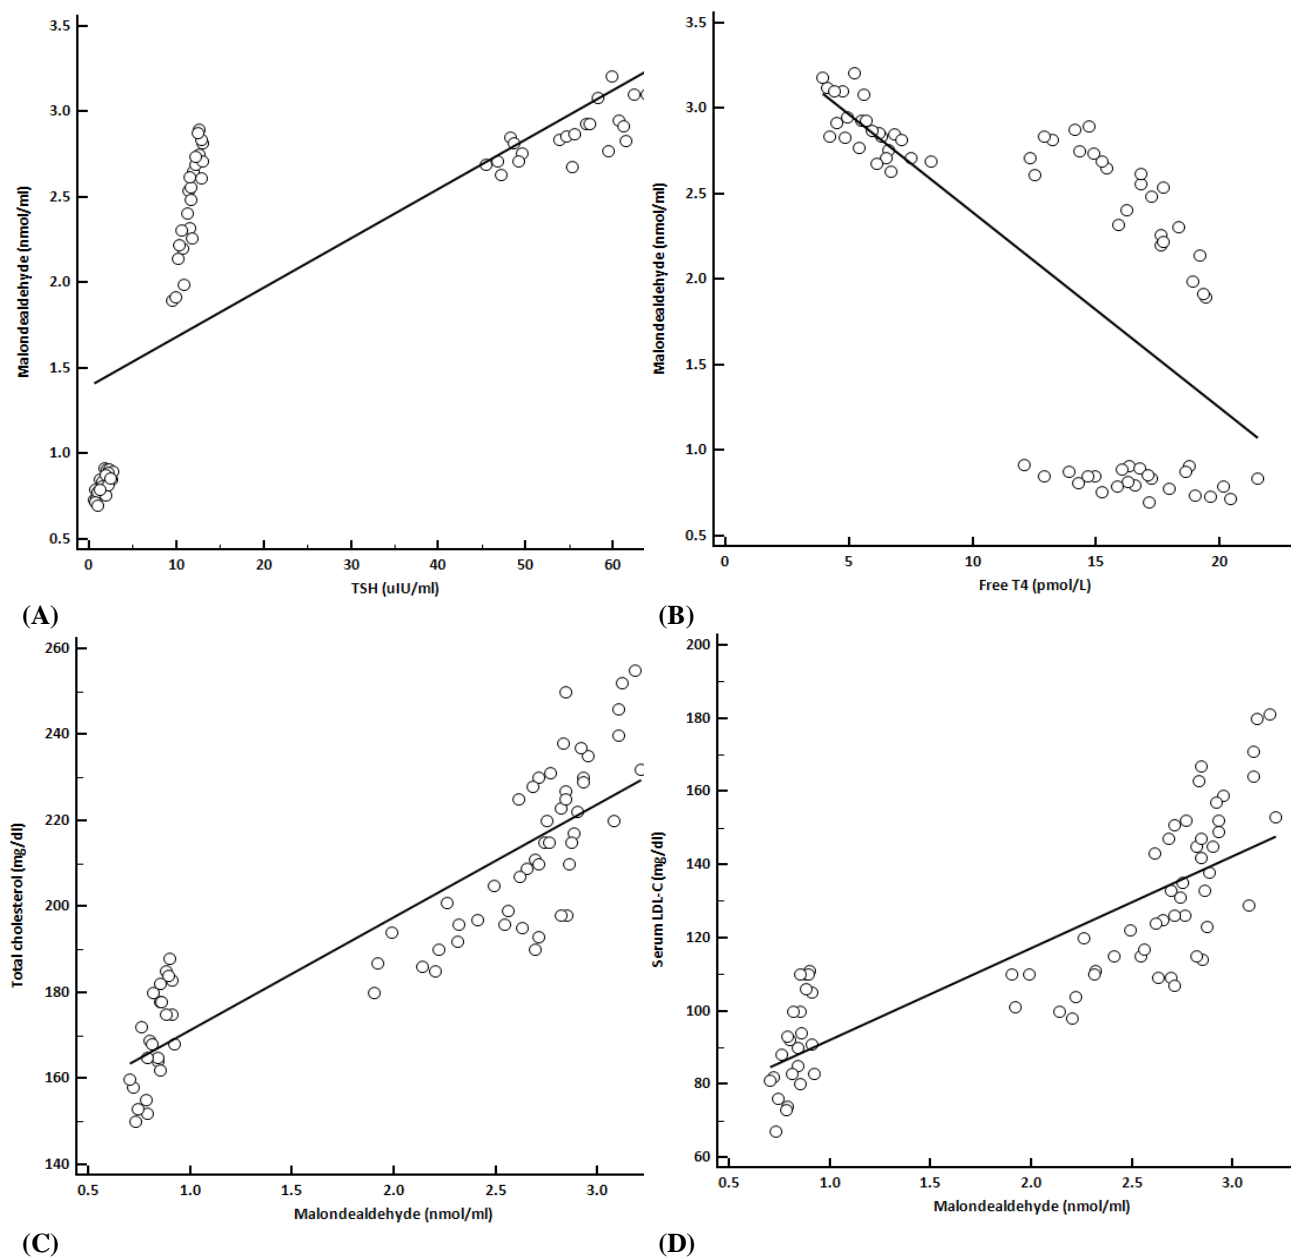 3.5
3.0
2.5
2.0
1.5
1.0
0.5
Malondealdehyde (nmol/ml)
0 10 20 30 40 50 60
TSH (uIU/ml)
(A)
3.5
3.0
2.5
2.0
1.5
1.0
0.5
Malondealdehyde (nmol/ml)
0 5 10 15 20
Free T4 (pmol/L)
(B)
260
240
220
200
180
160
140
Total cholesterol (mg/dl)
0.5 1.0 2.0 2.5 3.0
Malondealdehyde (nmol/ml)
(C)
200
180
160
140
120
100
80
60
Serum LDL-C (mg/dl)
0.5 1.0 2.0 2.5 3.0
Malondealdehyde (nmol/ml)
(D)